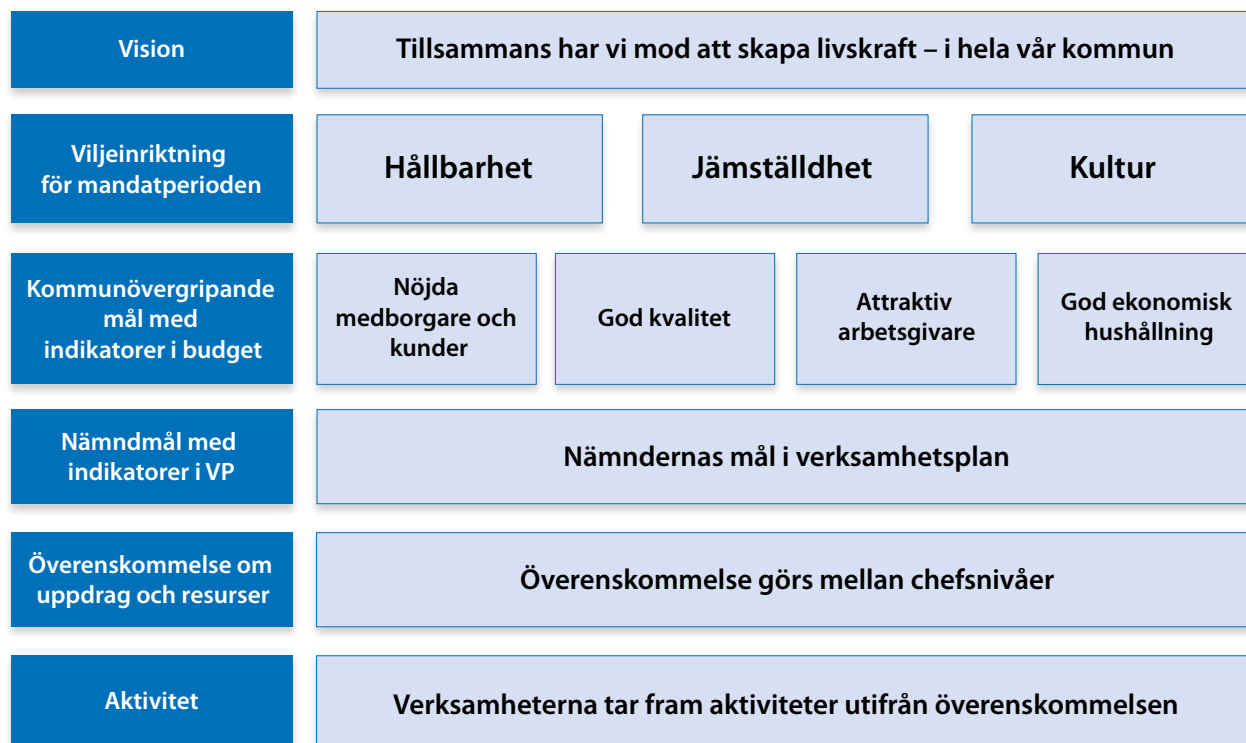 Vision
Tillsammans har vi mod att skapa livskraft – i hela vår kommun
Viljeinriktning
för mandatperioden
Hållbarhet
Jämställdhet
Kultur
Kommunövergripande
mål med
indikatorer i budget
Nöjda
medborgare och
kunder
God kvalitet
Attraktiv
arbetsgivare
God ekonomisk
hushållning
Nämndmål med
indikatorer i VP
Nämndernas mål i verksamhetsplan
Överenskommelse om
uppdrag och resurser
Överenskommelse görs mellan chefsnivåer
Aktivitet
Verksamheterna tar fram aktiviteter utifrån överenskommelsen